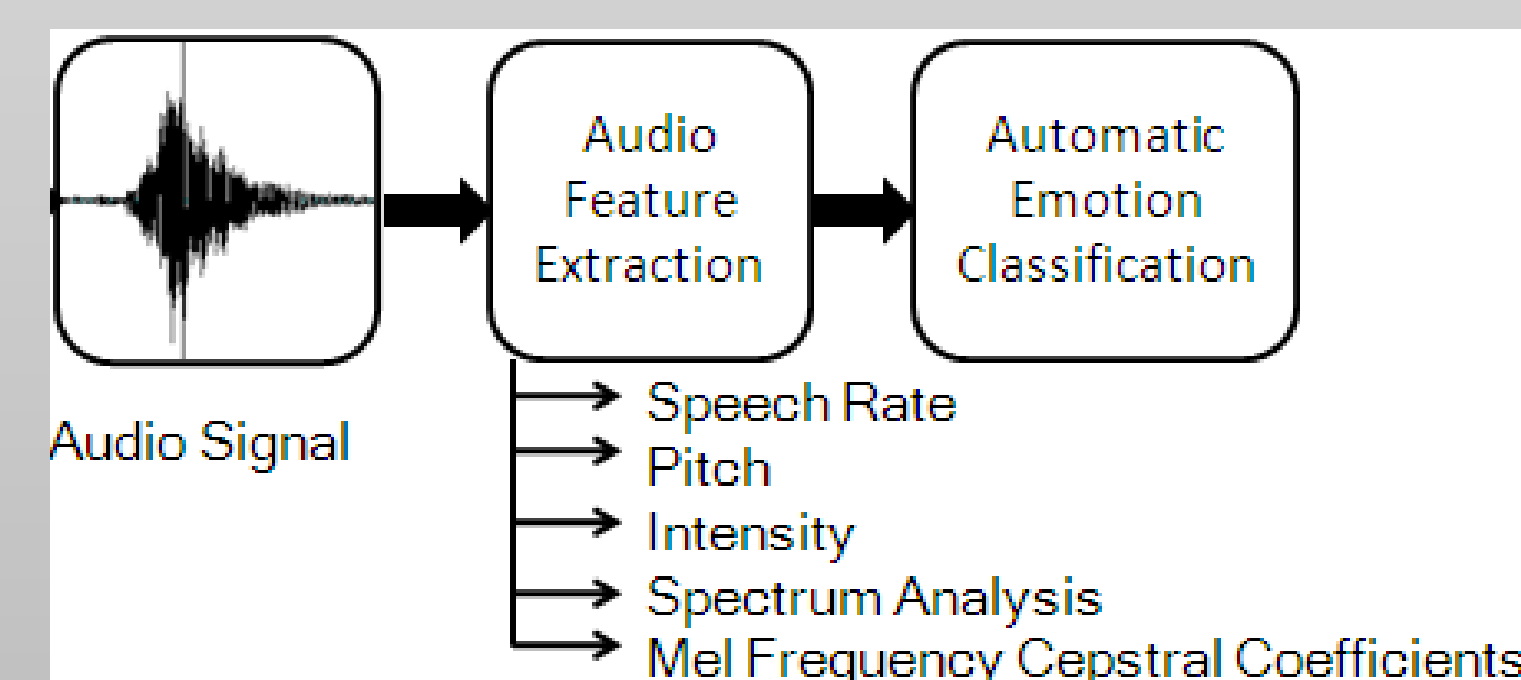 Audio
Feature
Extraction
Automatic
Emotion
Classification
Audio Signal
Speech Rate
Pitch
Intensity
Spectrum Analysis
Mel Frequency Cepstral Coefficients